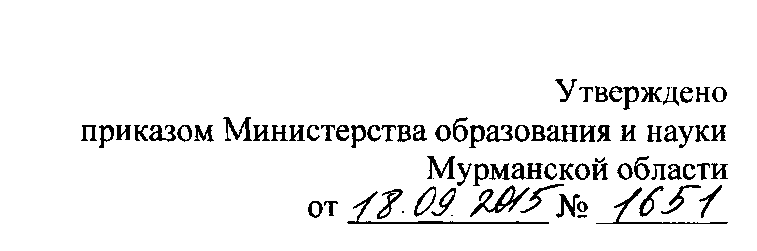 Утверждено
приказом Министерства образования и науки
Мурманской области
от 18.09.2015 № 1651